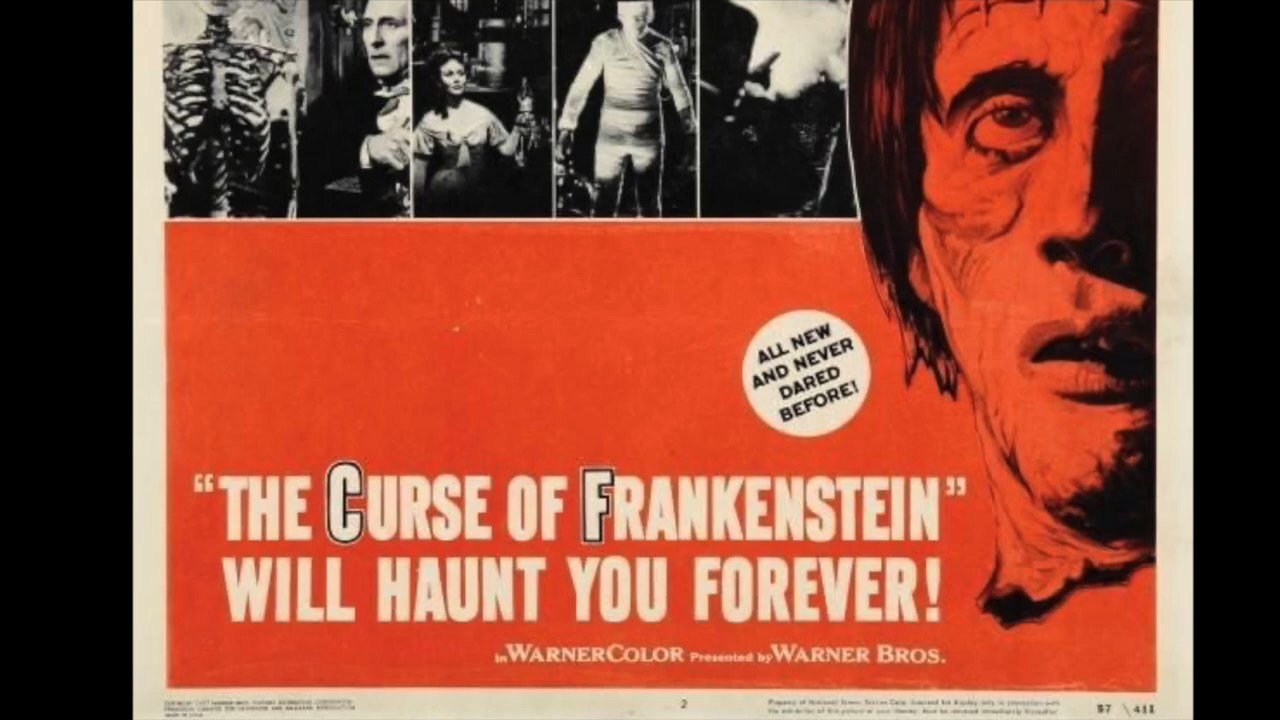 ALL NEW
AND NEVER
DARED
BEFORE!
“THE CURSE OF FRANKENSTEIN”
WILL HAUNT YOU FOREVER!
in WARNERCOLOR Presented by WARNER BROS.
2
57 411